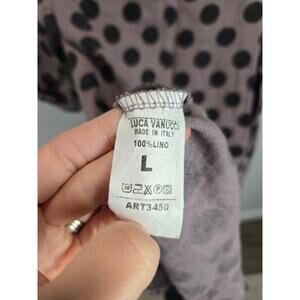 LUCA VANUCCI
MADE IN ITALY
100%LINO
L
ART3450